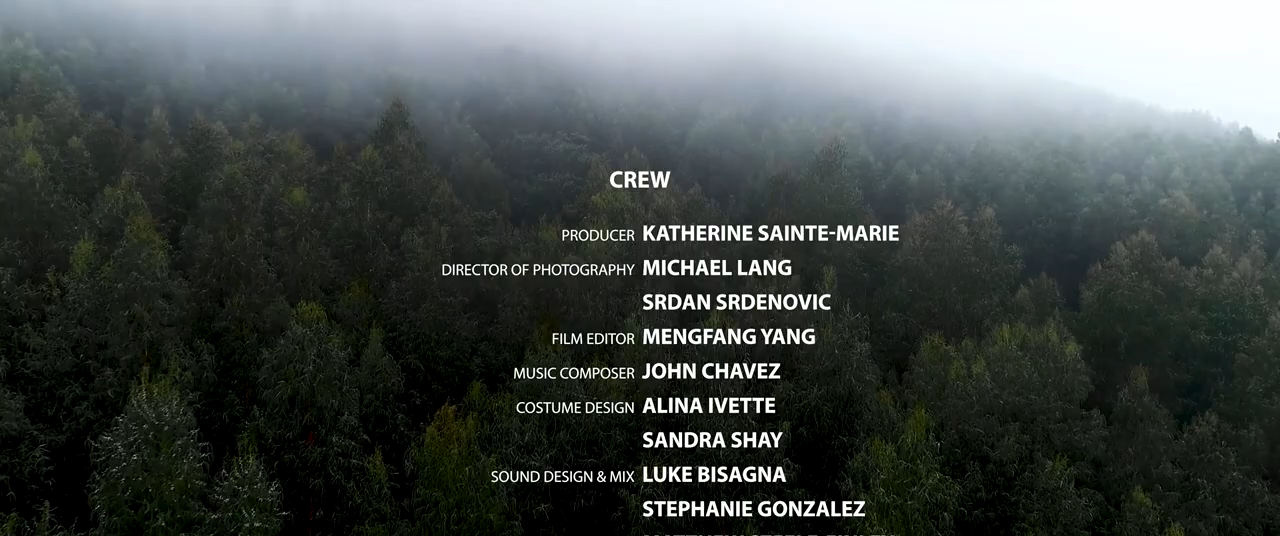 CREW
PRODUCER KATHERINE SAINTE-MARIE
DIRECTOR OF PHOTOGRAPHY MICHAEL LANG
SRDAN SRDENOVIC
FILM EDITOR MENGFANG YANG
MUSIC COMPOSER JOHN CHAVEZ
COSTUME DESIGN ALINA IVETTE
SANDRA SHAY
SOUND DESIGN & MIX LUKE BISAGNA
STEPHANIE GONZALEZ